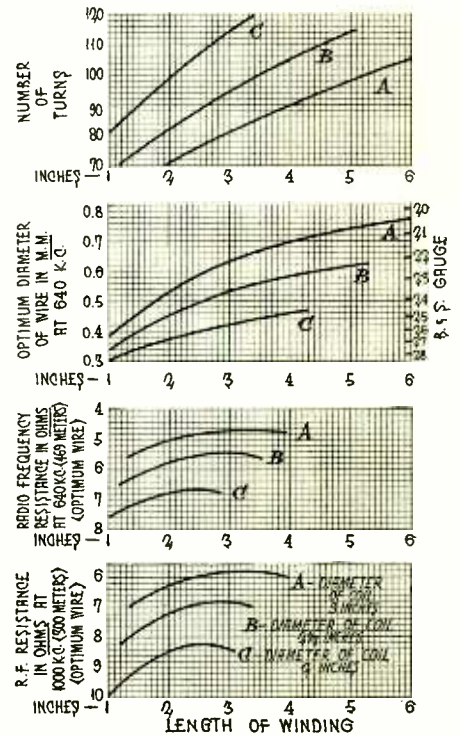 NUMBER
OF
TURNS
120
110
100
90
80
70
C
B
A
INCHES — 1 2 3 4 5 6
OPTIMUM DIAMETER
OF WIRE IN M.M.
AT 640 K.C.
0.8
0.7
0.6
0.5
0.4
0.3
A
B
C
20
21
22
23
24
25
26
27
28
B. & S. GAUGE
INCHES — 1 2 3 4 5 6
RADIO FREQUENCY
RESISTANCE IN OHMS
AT 640 K.C. (469 METERS)
(OPTIMUM WIRE)
4
5
6
7
8
A
B
C
INCHES — 1 2 3 4 5 6
R.F. RESISTANCE
IN OHMS AT
1000 K.C. (300 METERS)
(OPTIMUM WIRE)
6
7
8
9
10
A - DIAMETER
OF COIL
3 INCHES
B - DIAMETER OF COIL
INCHES
C - DIAMETER OF COIL
INCHES
INCHES — 1 2 3 4 5 6
LENGTH OF WINDING